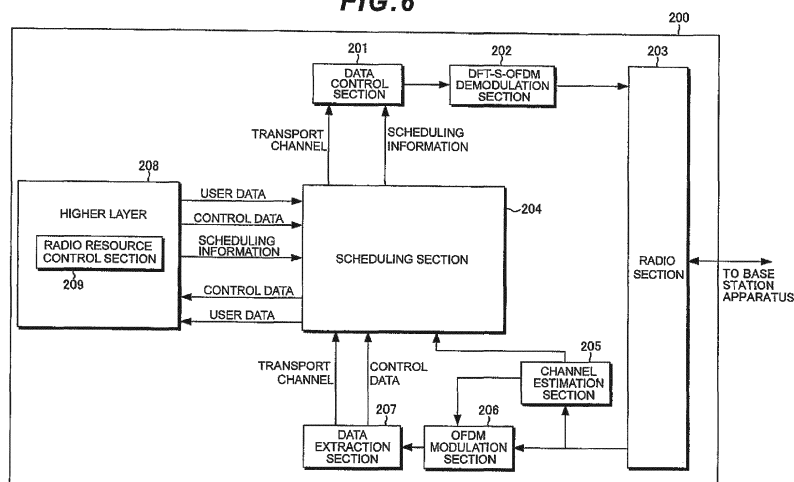 FIG.6
200
201
DATA
CONTROL
SECTION
202
DFT-S-OFDM
DEMODULATION
SECTION
203
TRANSPORT
CHANNEL
SCHEDULING
INFORMATION
208
HIGHER LAYER
RADIO RESOURCE
CONTROL SECTION
209
USER DATA
CONTROL DATA
SCHEDULING
INFORMATION
CONTROL DATA
USER DATA
204
SCHEDULING SECTION
RADIO
SECTION
TO BASE
STATION
APPARATUS
TRANSPORT
CHANNEL
CONTROL
DATA
205
CHANNEL
ESTIMATION
SECTION
207
DATA
EXTRACTION
SECTION
206
OFDM
MODULATION
SECTION